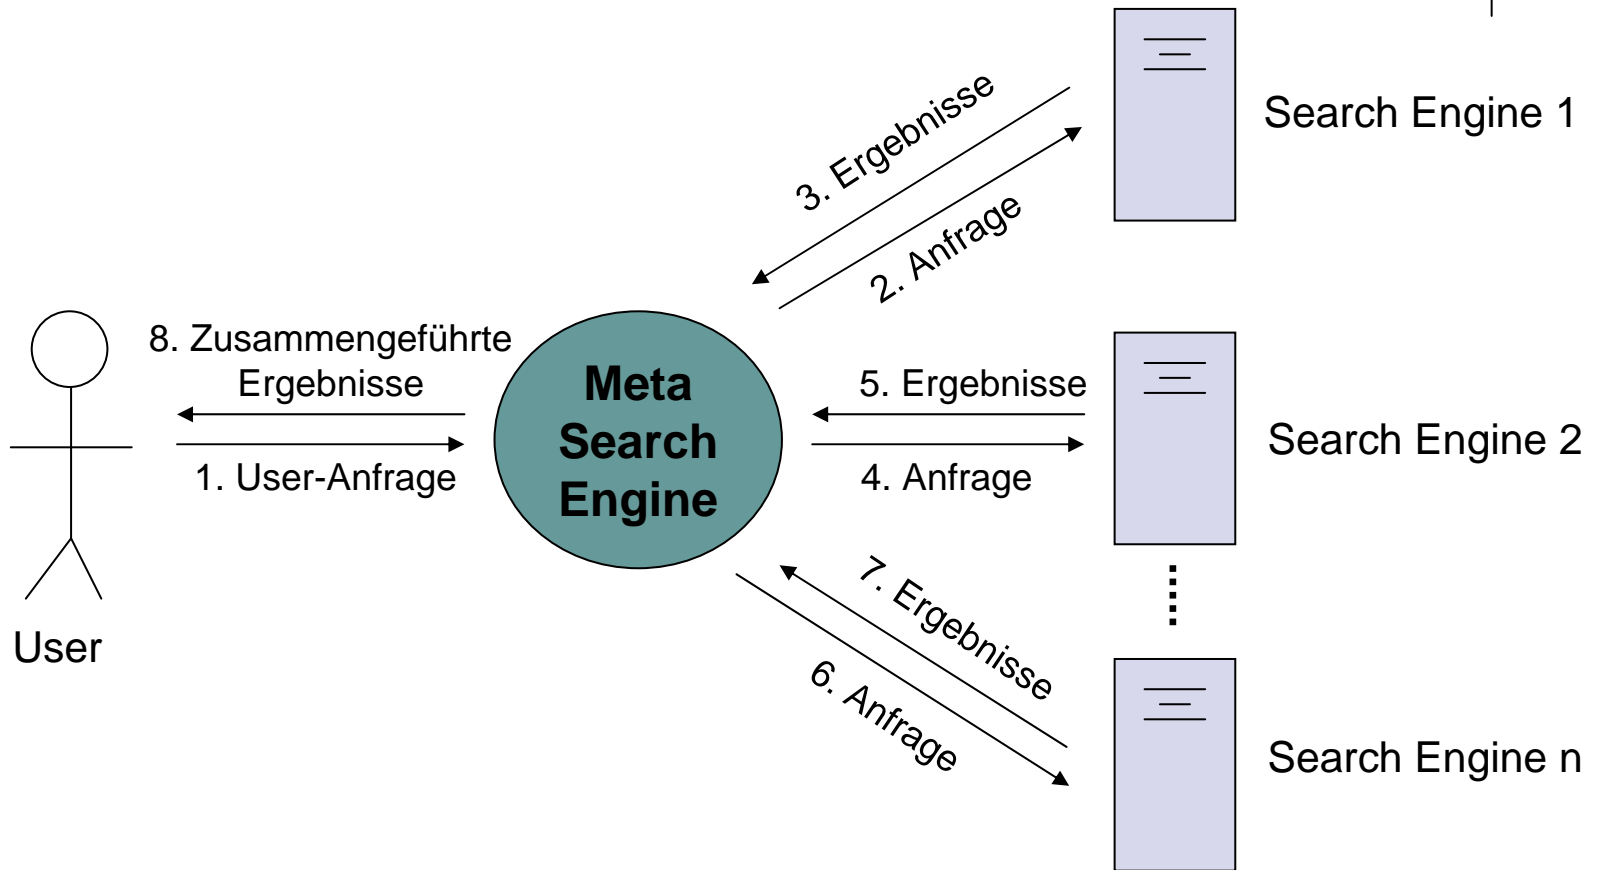 Search Engine 1
3. Ergebnisse
2. Anfrage
8. Zusammengeführte
Ergebnisse
1. User-Anfrage
Meta
Search
Engine
5. Ergebnisse
4. Anfrage
Search Engine 2
7. Ergebnisse
6. Anfrage
User
Search Engine n